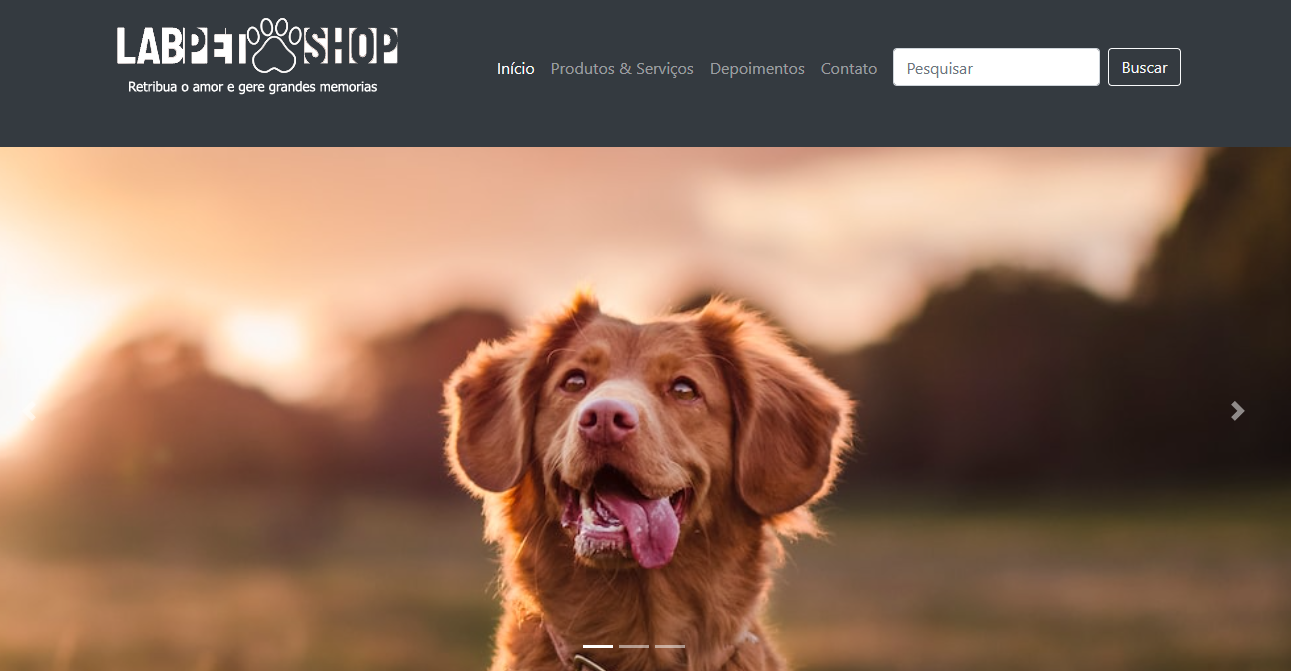 LABPET SHOP
Retribua o amor e gere grandes memorias
Início Produtos & Serviços Depoimentos Contato Pesquisar Buscar